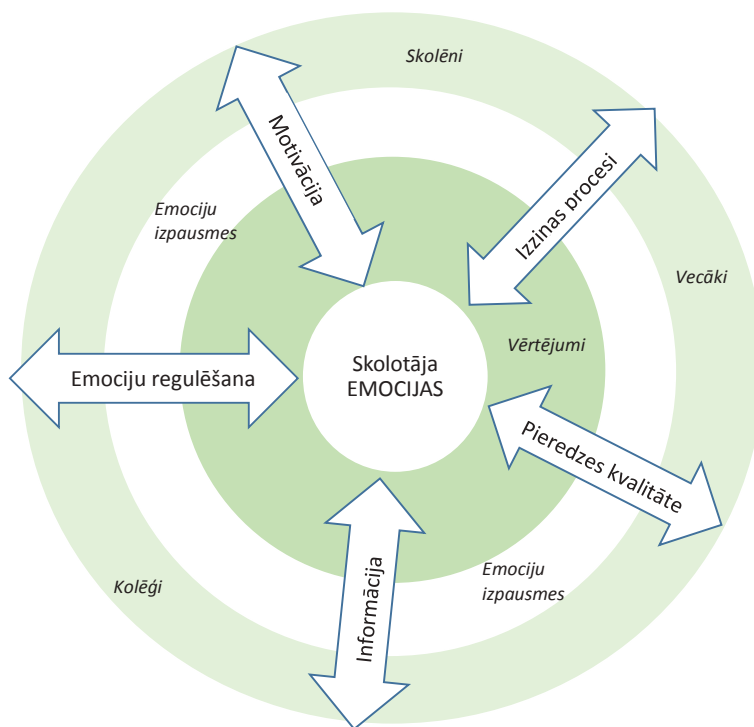 Skolēni
Motivācija
Izziņas procesi
Emociju
izpausmes
Vecāki
Vērtējumi
Skolotāja
EMOCIJAS
Emociju regulēšana
Pieredzes kvalitāte
Informācija
Emociju
izpausmes
Kolēģi